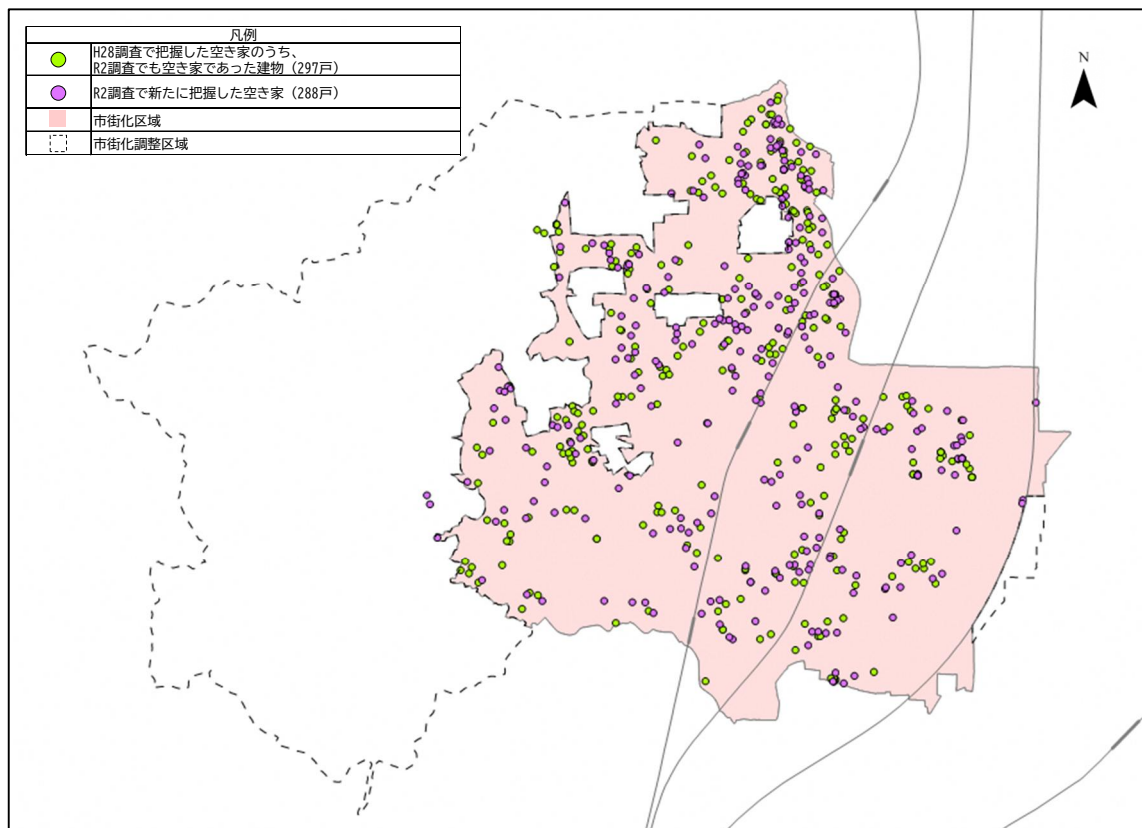 凡例
H28調査で把握した空き家のうち、
R2調査でも空き家であった建物（297戸）
R2調査で新たに把握した空き家（288戸）
市街化区域
市街化調整区域
N